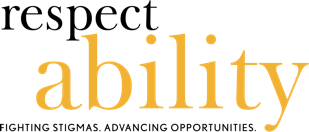 respect
ability
FIGHTING STIGMAS. ADVANCING OPPORTUNITIES.